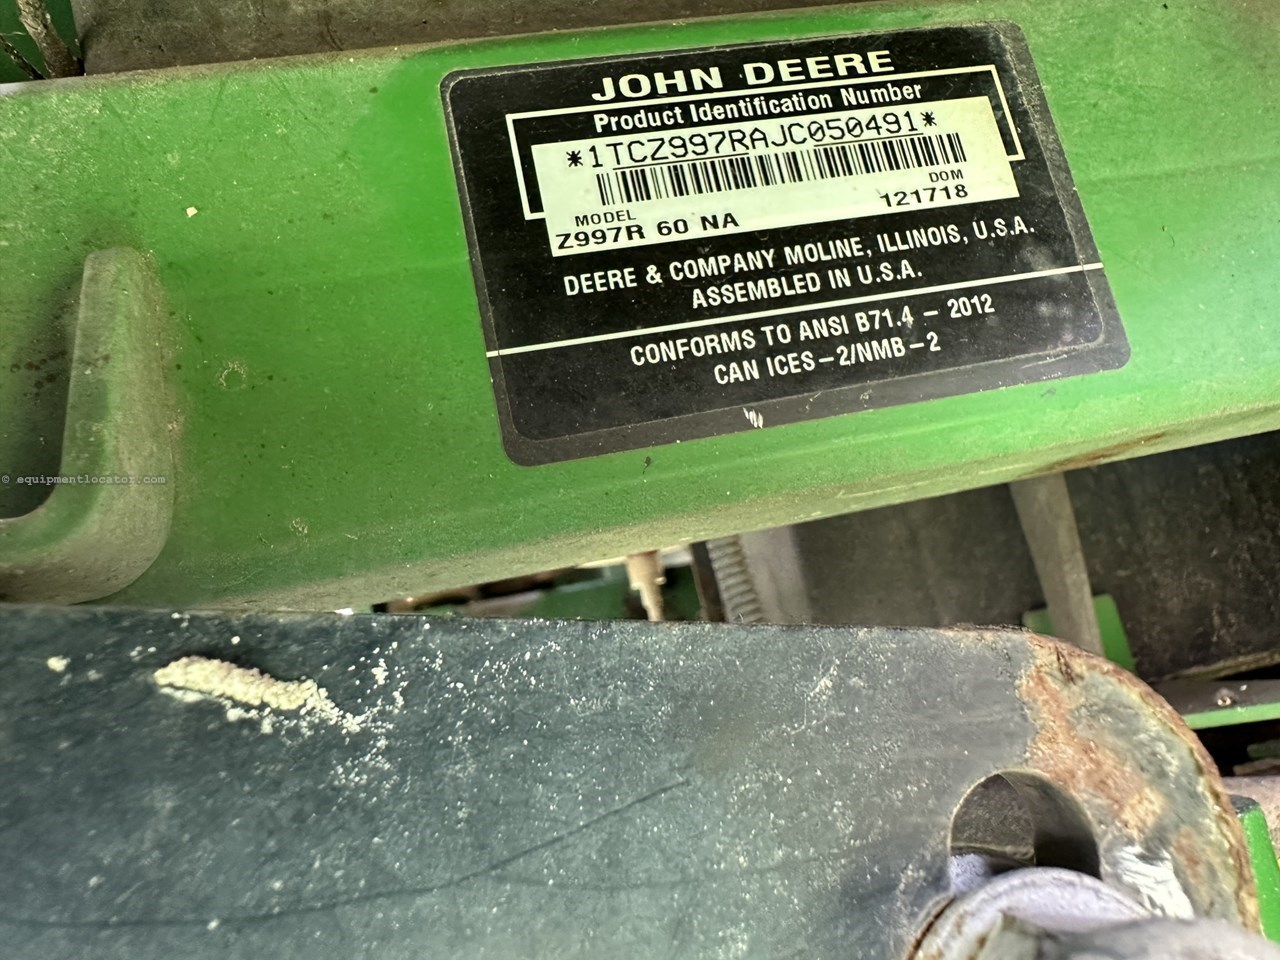 JOHN DEERE
Product Identification Number
*1TCZ997RAJC050491*
DOM
MODEL 121718
Z997R 60 NA
DEERE & COMPANY MOLINE, ILLINOIS, U.S.A.
ASSEMBLED IN U.S.A.
CONFORMS TO ANSI B71.4 – 2012
CAN ICES – 2/NMB – 2
© equipmentlocator.com